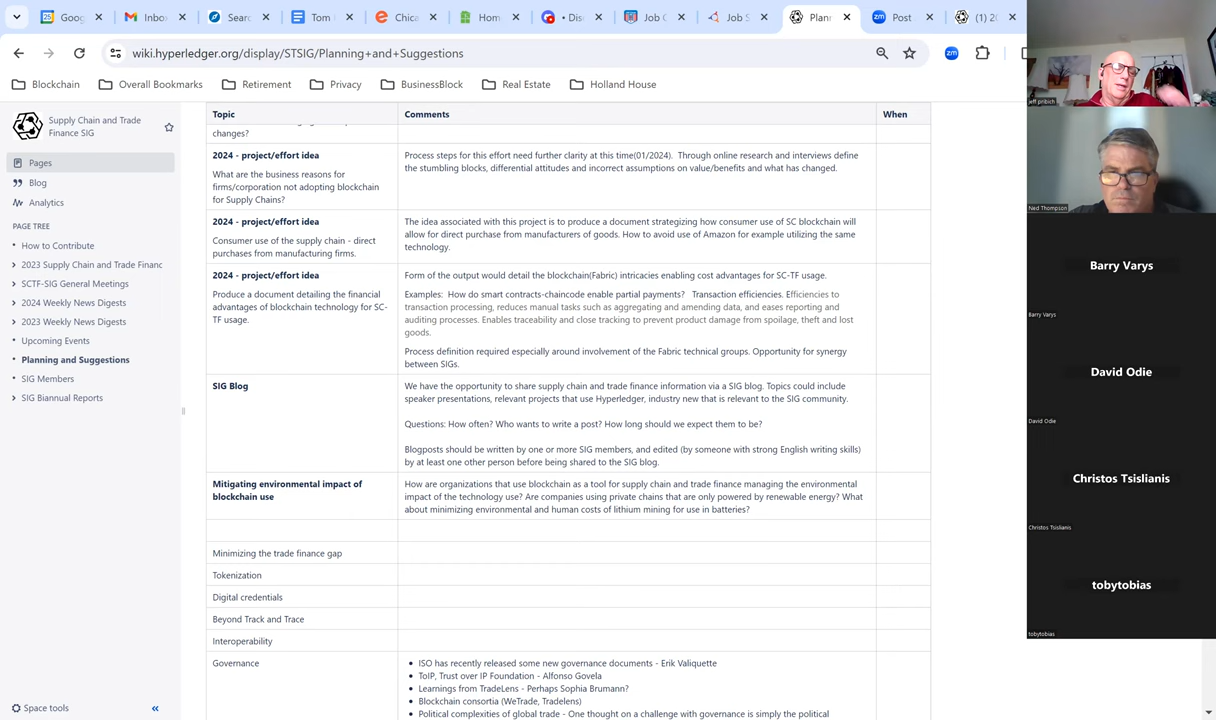 Goog
Inbo
Sear
Tom
Chica
Hom
Dis
Job C
Job
Plan
Post
(1) 20
wiki.hyperledger.org/display/STSIG/Planning+and+Suggestions
zm
Blockchain
Overall Bookmarks
Retirement
Privacy
BusinessBlock
Real Estate
Holland House
Supply Chain and Trade
Finance SIG
Pages
Blog
Analytics
PAGE TREE
How to Contribute
2023 Supply Chain and Trade Financ
SCTF-SIG General Meetings
2024 Weekly News Digests
2023 Weekly News Digests
Upcoming Events
Planning and Suggestions
SIG Members
SIG Biannual Reports
Space tools
Topic Comments When
changes?
2024 - project/effort idea
What are the business reasons for
firms/corporation not adopting blockchain
for Supply Chains?
Process steps for this effort need further clarity at this time(01/2024). Through online research and interviews define
the stumbling blocks, differential attitudes and incorrect assumptions on value/benefits and what has changed.
2024 - project/effort idea
Consumer use of the supply chain - direct
purchases from manufacturing firms.
The idea associated with this project is to produce a document strategizing how consumer use of SC blockchain will
allow for direct purchase from manufacturers of goods. How to avoid use of Amazon for example utilizing the same
technology.
2024 - project/effort idea
Produce a document detailing the financial
advantages of blockchain technology for SC-
TF usage.
Form of the output would detail the blockchain(Fabric) intricacies enabling cost advantages for SC-TF usage.
Examples: How do smart contracts-chaincode enable partial payments? Transaction efficiencies. Efficiencies to
transaction processing, reduces manual tasks such as aggregating and amending data, and eases reporting and
auditing processes. Enables traceability and close tracking to prevent product damage from spoilage, theft and lost
goods.
Process definition required especially around involvement of the Fabric technical groups. Opportunity for synergy
between SIGs.
SIG Blog
We have the opportunity to share supply chain and trade finance information via a SIG blog. Topics could include
speaker presentations, relevant projects that use Hyperledger, industry new that is relevant to the SIG community.
Questions: How often? Who wants to write a post? How long should we expect them to be?
Blogposts should be written by one or more SIG members, and edited (by someone with strong English writing skills)
by at least one other person before being shared to the SIG blog.
Mitigating environmental impact of
blockchain use
How are organizations that use blockchain as a tool for supply chain and trade finance managing the environmental
impact of the technology use? Are companies using private chains that are only powered by renewable energy? What
about minimizing environmental and human costs of lithium mining for use in batteries?
Minimizing the trade finance gap
Tokenization
Digital credentials
Beyond Track and Trace
Interoperability
Governance
ISO has recently released some new governance documents - Erik Valiquette
ToIP, Trust over IP Foundation - Alfonso Govela
Learnings from TradeLens - Perhaps Sophia Brumann?
Blockchain consortia (WeTrade, Tradelens)
Political complexities of global trade - One thought on a challenge with governance is simply the political
jeff pribich
Ned Thompson
Barry Varys
Barry Varys
David Odie
David Odie
Christos Tsislianis
Christos Tsislianis
tobytobias
tobytobias